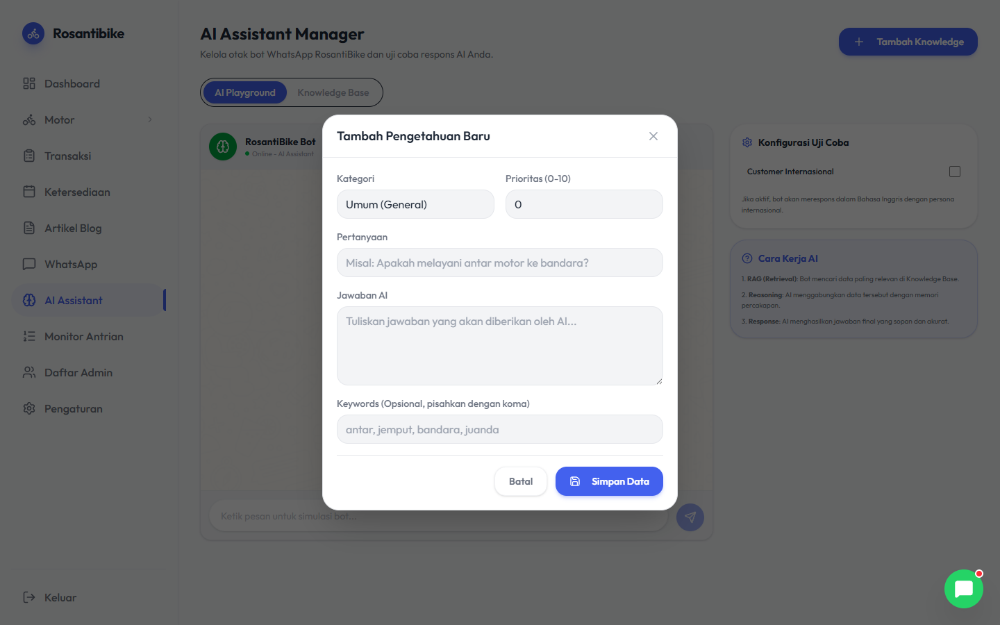 Rosantibike
Dashboard
Motor
Transaksi
Ketersediaan
Artikel Blog
WhatsApp
AI Assistant
Monitor Antrian
Daftar Admin
Pengaturan
Keluar
AI Assistant Manager
Kelola otak bot WhatsApp RosantiBike dan uji coba respons AI Anda.
Tambah Knowledge
AI Playground
Knowledge Base
RosantiBike Bot
Online - AI Assistant
Tambah Pengetahuan Baru
Kategori
Prioritas (0-10)
Umum (General)
0
Pertanyaan
Misal: Apakah melayani antar motor ke bandara?
Jawaban AI
Tuliskan jawaban yang akan diberikan oleh AI...
Keywords (Opsional, pisahkan dengan koma)
antar, jemput, bandara, juanda
Batal
Simpan Data
Ketik pesan untuk simulasi bot...
Konfigurasi Uji Coba
Customer Internasional
Jika aktif, bot akan merespons dalam Bahasa Inggris dengan persona
internasional.
Cara Kerja AI
1. RAG (Retrieval): Bot mencari data paling relevan di Knowledge Base.
2. Reasoning: AI menggabungkan data tersebut dengan memori
percakapan.
3. Response: AI menghasilkan jawaban final yang sopan dan akurat.